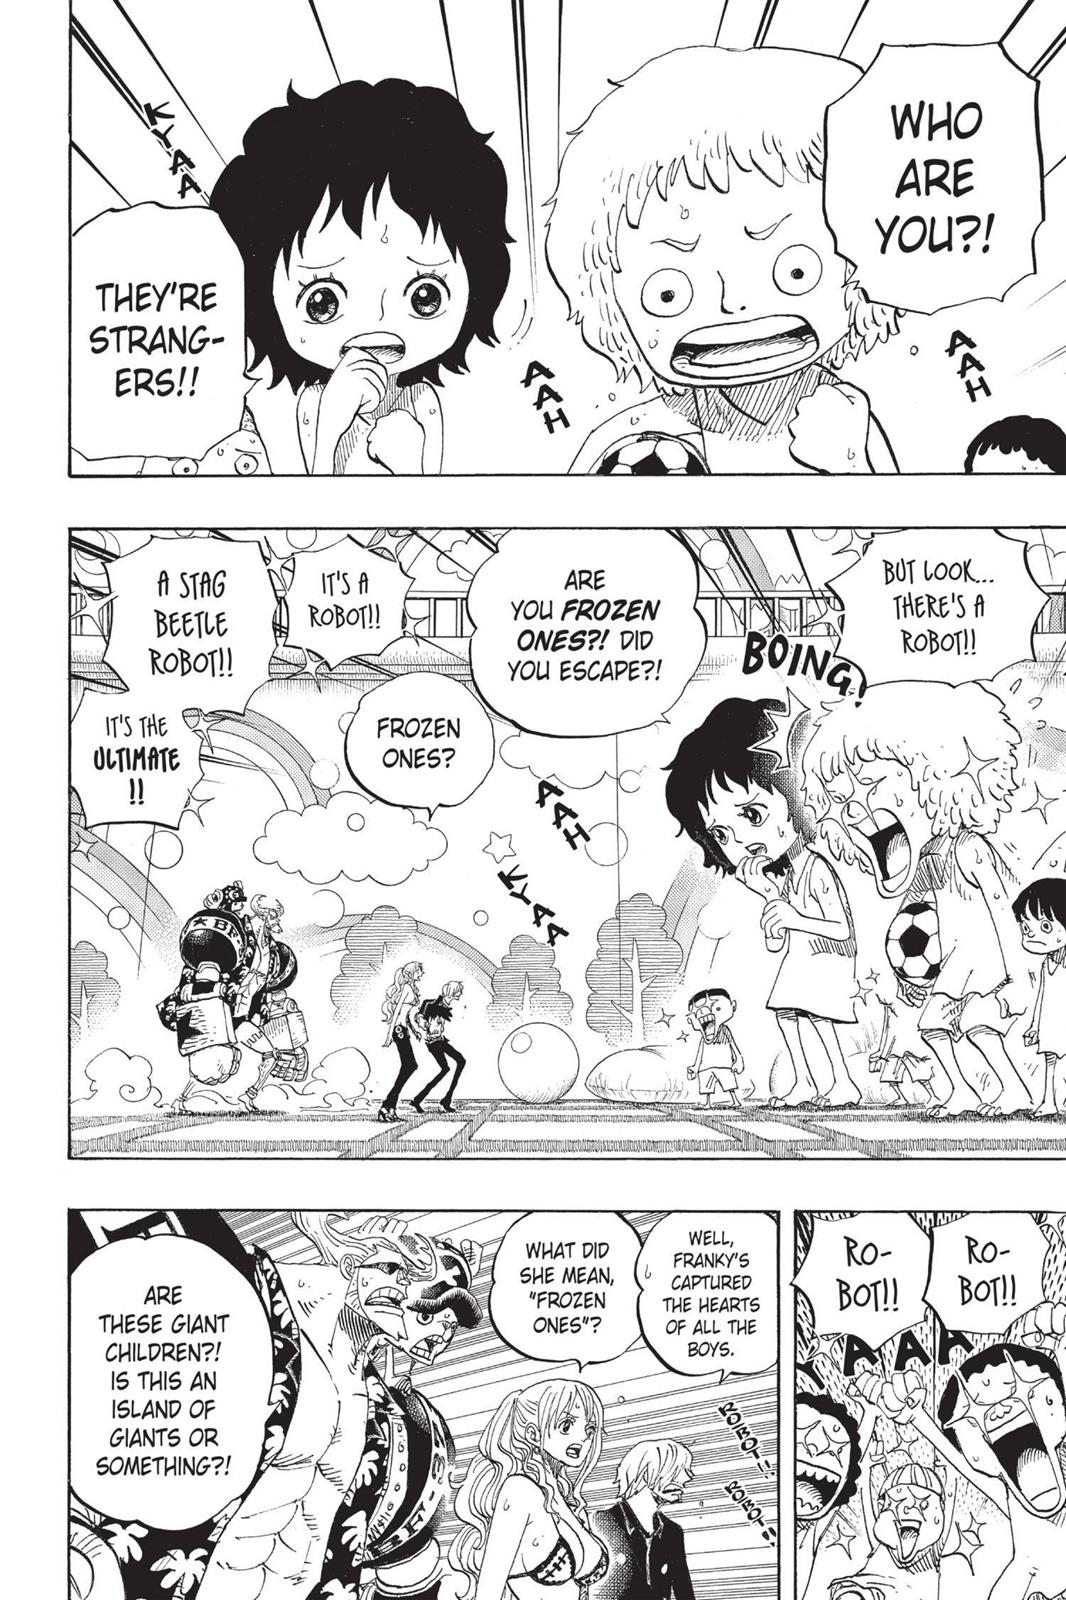 WHO
ARE
YOU?!
AAH
AAH
KYAA
THEY'RE
STRANG-
ERS!!
BUT LOOK...
THERE'S A
ROBOT!!
BOING!
ARE
YOU FROZEN
ONES?! DID
YOU ESCAPE?!
FROZEN
ONES?
IT'S A
ROBOT!!
A STAG
BEETLE
ROBOT!!
IT'S THE
ULTIMATE
!!
AAH
KYAA
BF
RO-
BOT!!
RO-
BOT!!
AAA
WELL,
FRANKY'S
CAPTURED
THE HEARTS
OF ALL THE
BOYS.
WHAT DID
SHE MEAN,
"FROZEN
ONES"?
ROBOT!!
ROBOT!!
ARE
THESE GIANT
CHILDREN?!
IS THIS AN
ISLAND OF
GIANTS OR
SOMETHING?!